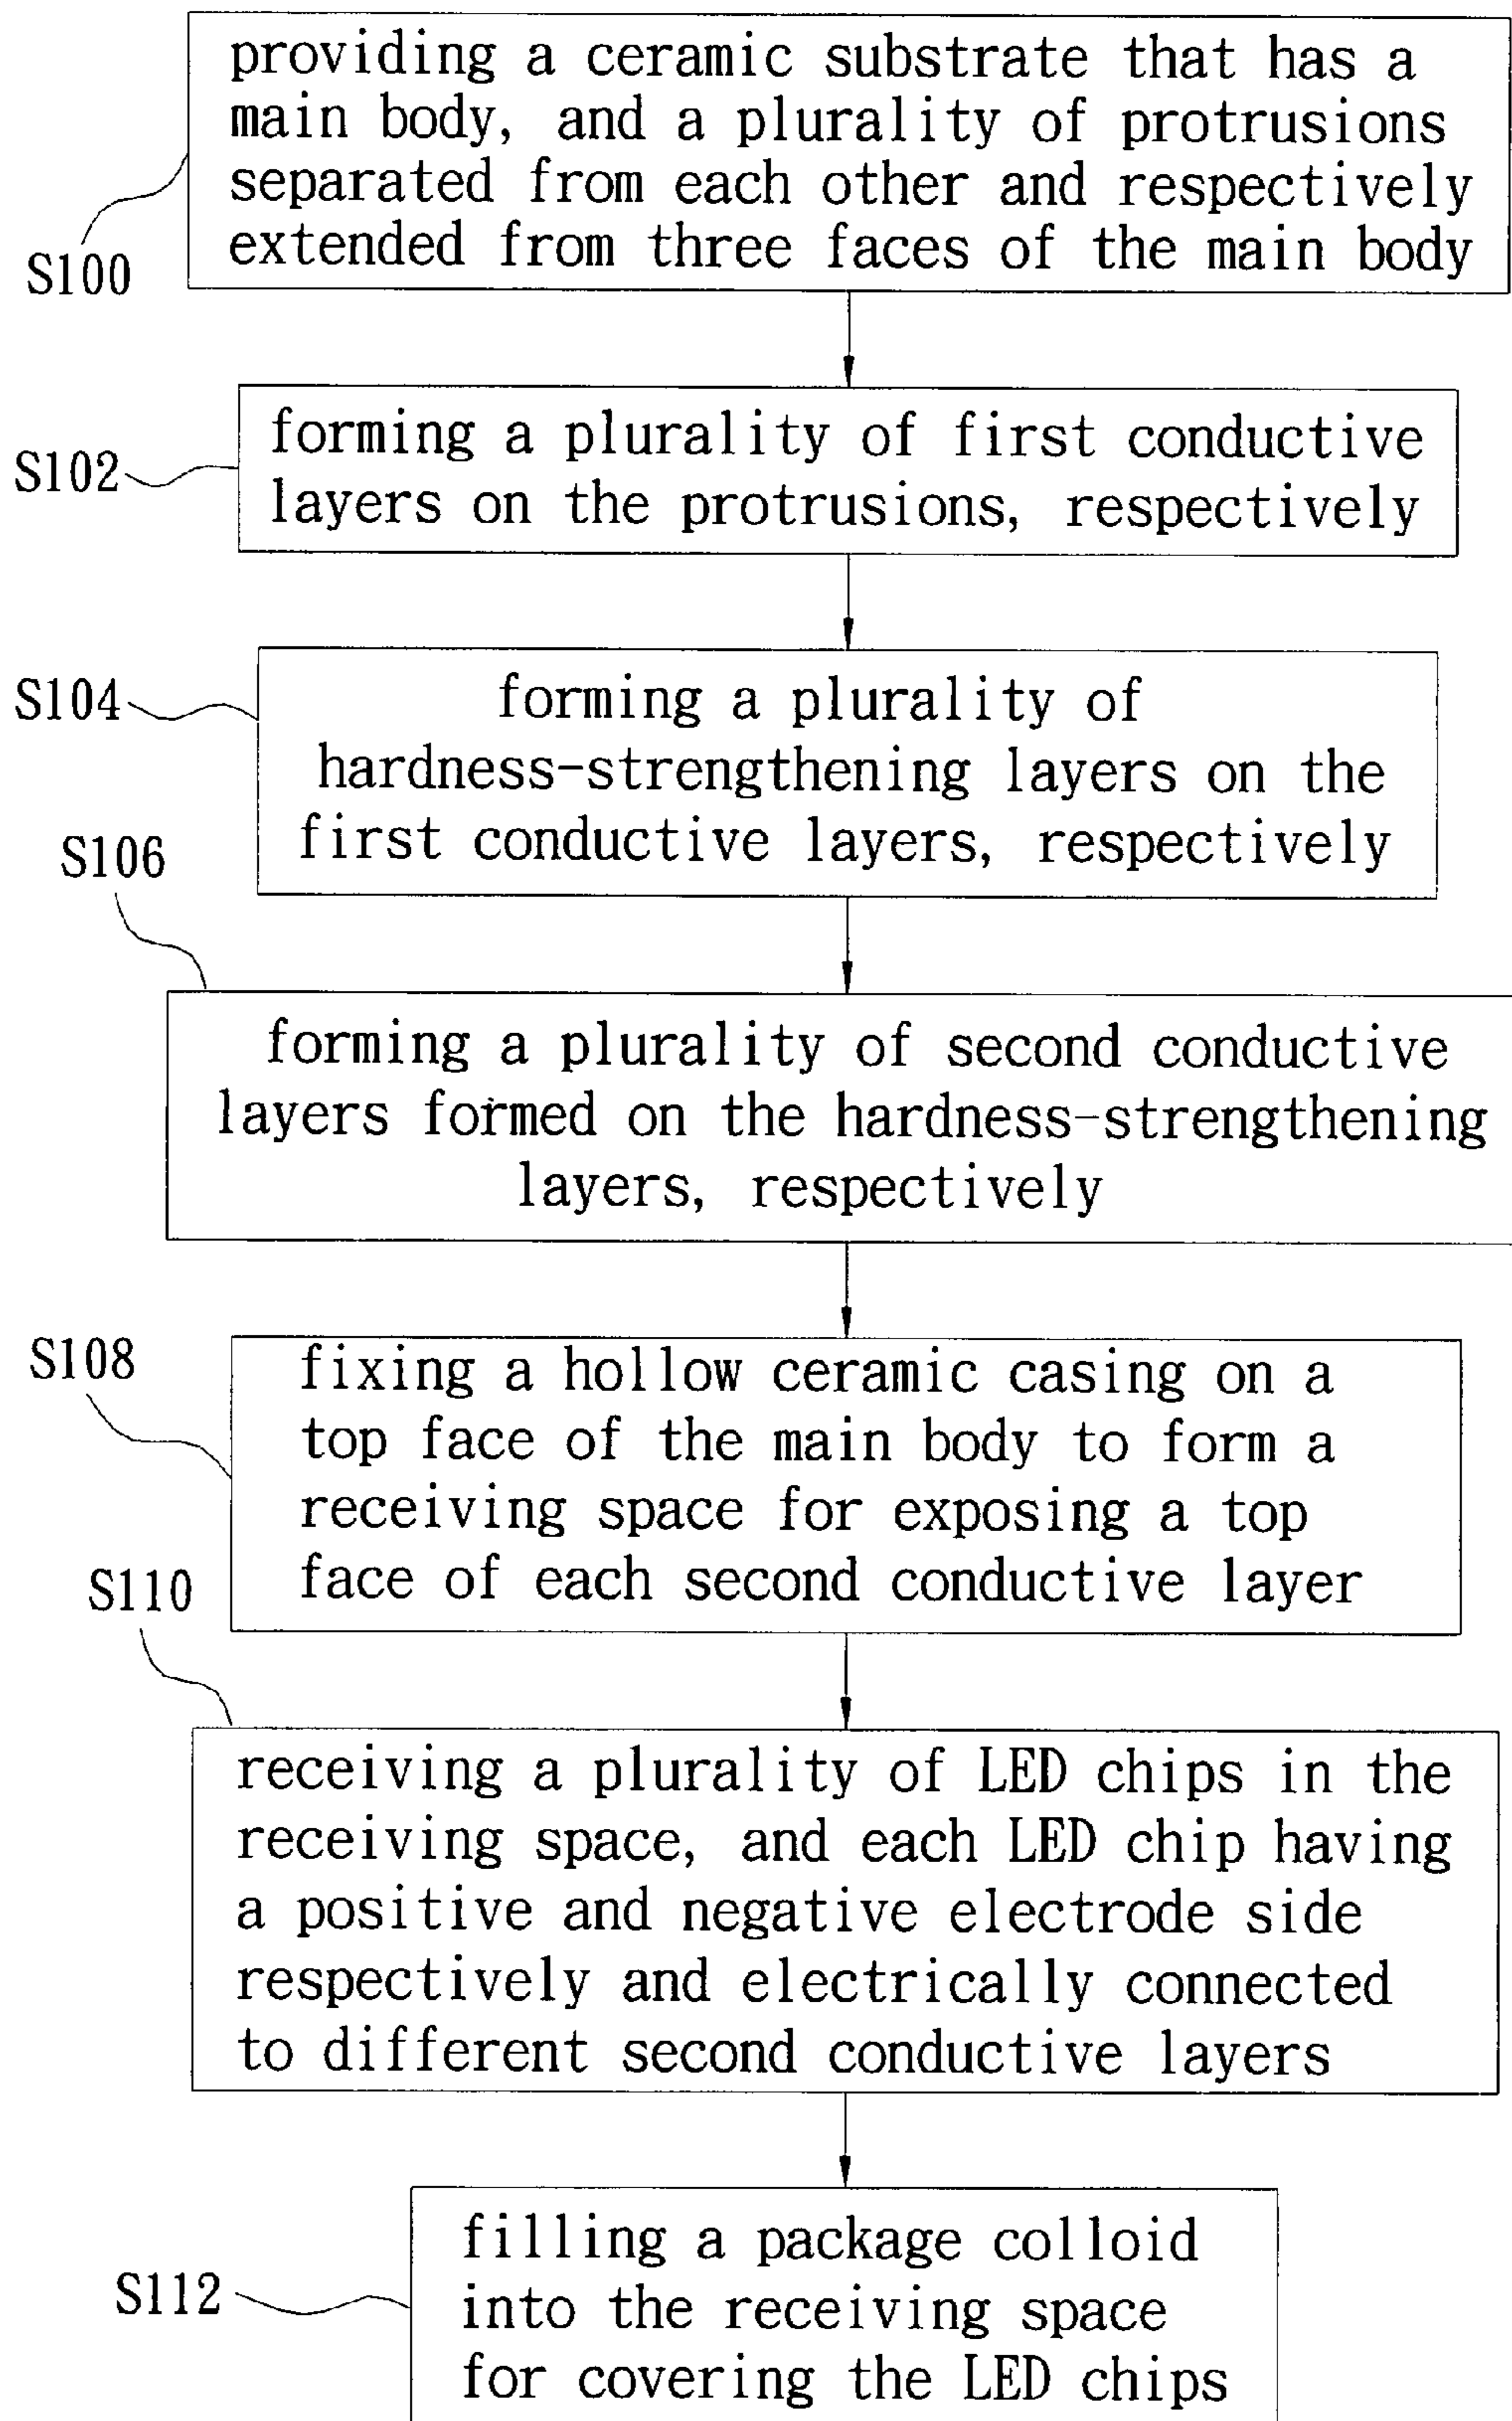 providing a ceramic substrate that has a
main body, and a plurality of protrusions
separated from each other and respectively
extended from three faces of the main body
S100
forming a plurality of first conductive
layers on the protrusions, respectively
S102
forming a plurality of
hardness-strengthening layers on the
first conductive layers, respectively
S104
forming a plurality of second conductive
layers formed on the hardness-strengthening
layers, respectively
S106
fixing a hollow ceramic casing on a
top face of the main body to form a
receiving space for exposing a top
face of each second conductive layer
S108
receiving a plurality of LED chips in the
receiving space, and each LED chip having
a positive and negative electrode side
respectively and electrically connected
to different second conductive layers
S110
filling a package colloid
into the receiving space
for covering the LED chips
S112